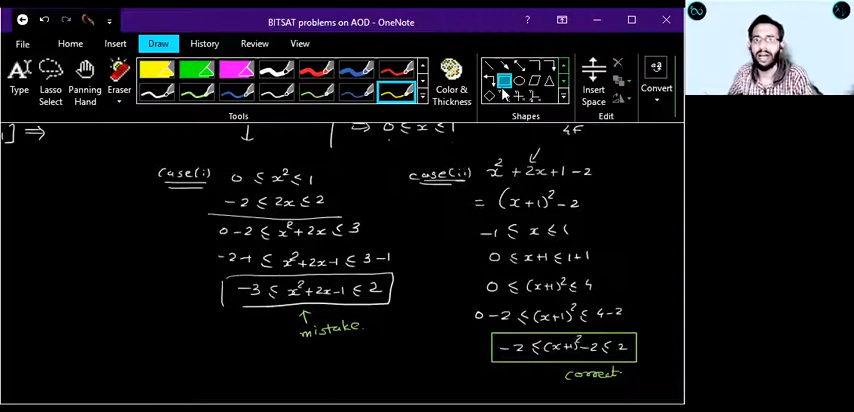 BITSAT problems on AOD - OneNote
File Home Insert Draw History Review View
Type
Lasso Select
Panning Hand
Eraser
Color & Thickness
Insert Space
Convert
Tools
Shapes
Edit
] ⇒
⇒ 0 ≤ x ≤ 1
case(i) 0 ≤ x² ≤ 1
-2 ≤ 2x ≤ 2
0-2 ≤ x²+2x ≤ 3
-2-1 ≤ x²+2x-1 ≤ 3-1
-3 ≤ x²+2x-1 ≤ 2
↑
mistake.
case(ii) x² + 2x + 1 - 2
= (x+1)² - 2
-1 ≤ x ≤ 1
0 ≤ x+1 ≤ 1+1
0 ≤ (x+1)² ≤ 4
0-2 ≤ (x+1)² ≤ 4-2
-2 ≤ (x+1)² - 2 ≤ 2
correct.